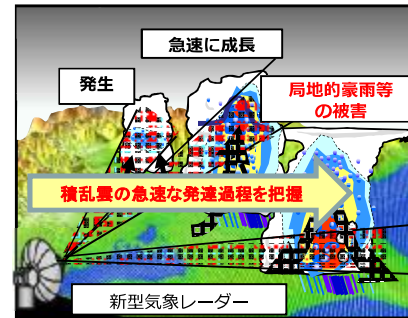 急速に成長
発生
局地的豪雨等
の被害
積乱雲の急速な発達過程を把握
新型気象レーダー